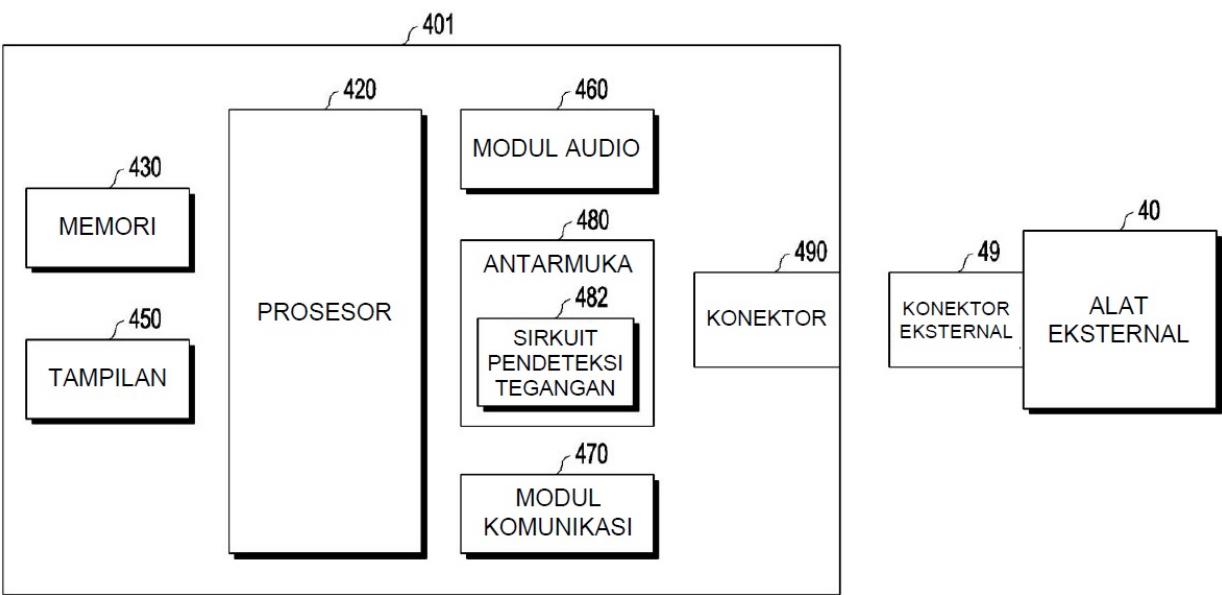 401
420
PROSESOR
460
MODUL AUDIO
430
MEMORI
450
TAMPILAN
480
ANTARMUKA
482
SIRKUIT
PENDETEKSI
TEGANGAN
470
MODUL
KOMUNIKASI
490
KONEKTOR
49
KONEKTOR
EKSTERNAL
40
ALAT
EKSTERNAL